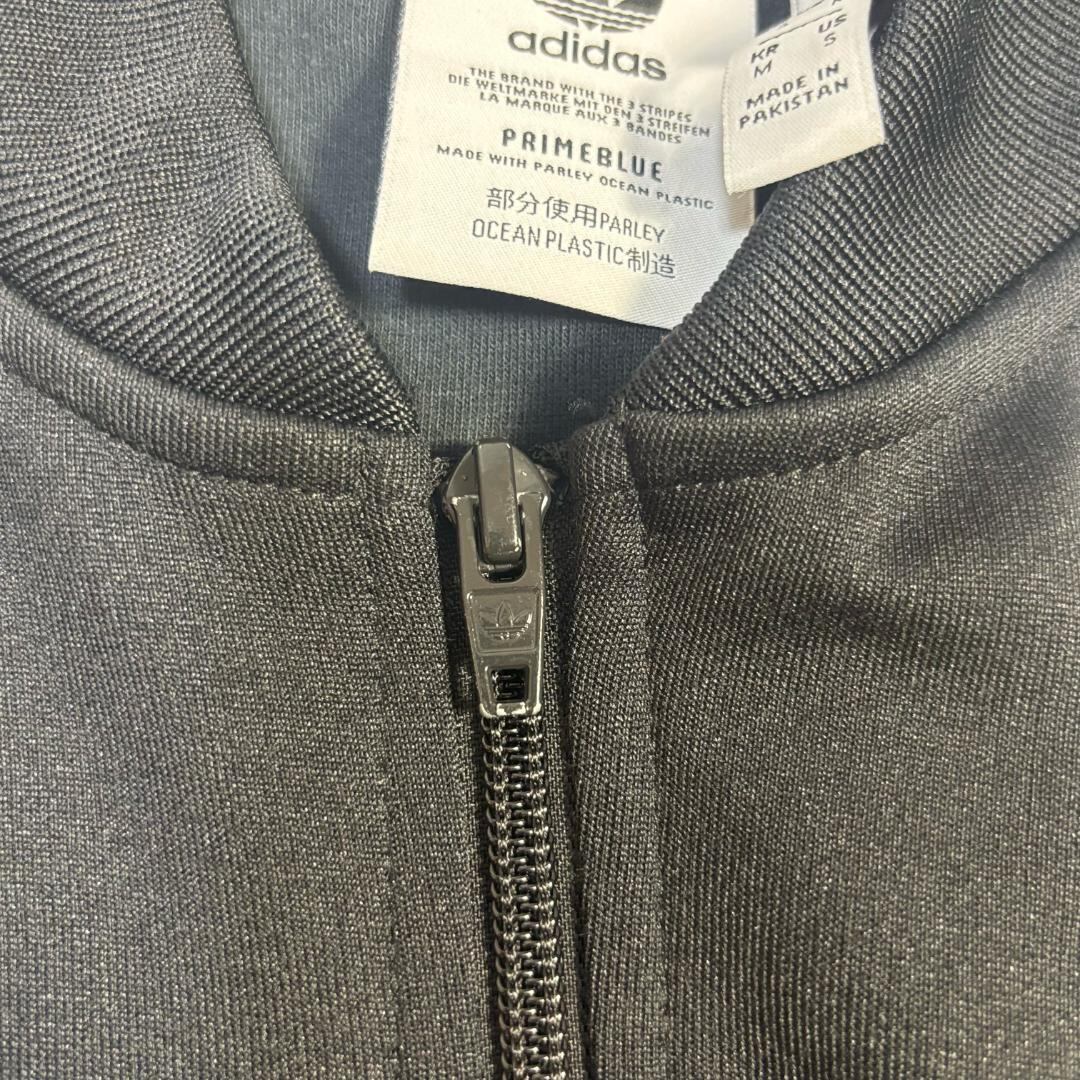 adidas
THE BRAND WITH THE 3 STRIPES
DIE WELTMARKE MIT DEN 3 STREIFEN
LA MARQUE AUX 3 BANDES
PRIMEBLUE
MADE WITH PARLEY OCEAN PLASTIC
部分使用PARLEY
OCEAN PLASTIC制造
KR US
M S
MADE IN
PAKISTAN